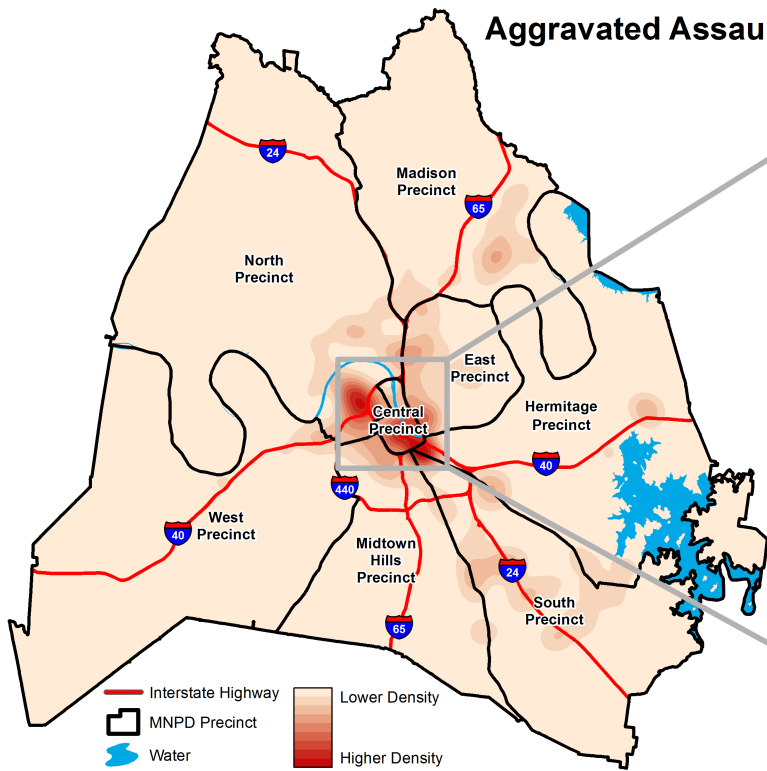 Aggravated Assau
24
Madison
Precinct
65
North
Precinct
East
Precinct
Central
Precinct
Hermitage
Precinct
40
440
West
Precinct
40
Midtown
Hills
Precinct
24
South
Precinct
65
Interstate Highway
MNPD Precinct
Water
Lower Density
Higher Density